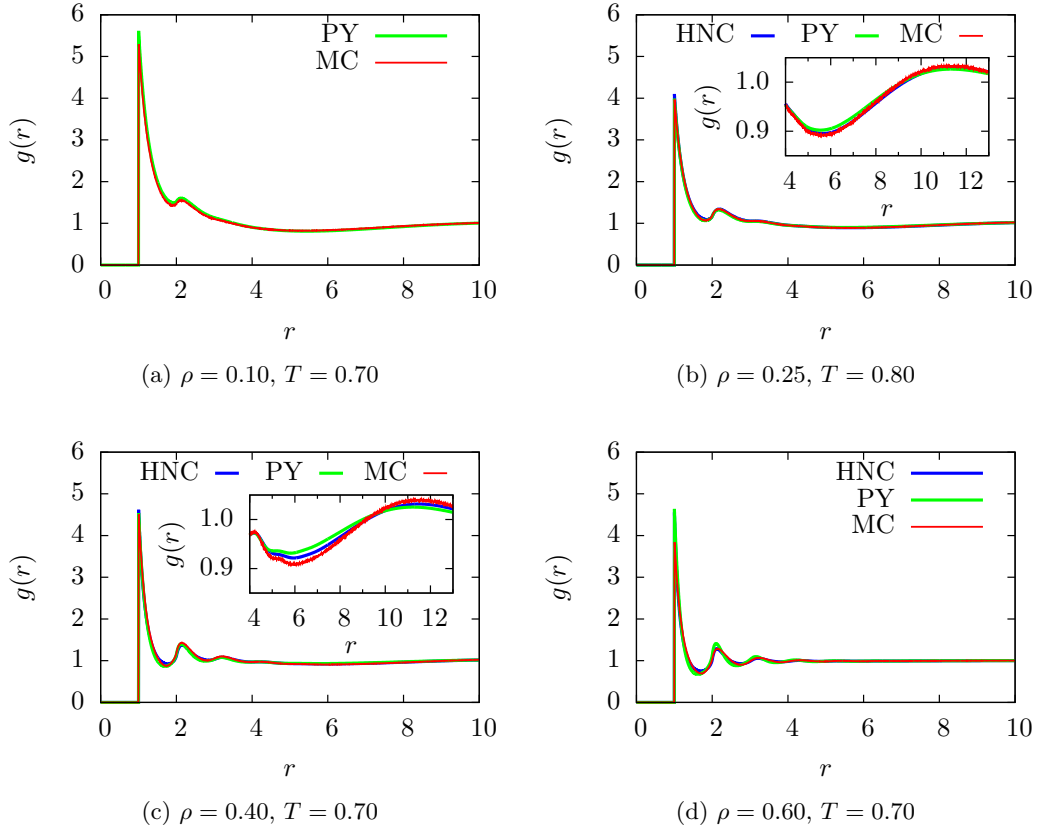 6
5
4
3
2
1
0
0 2 4 6 8 10
g(r)
r
PY
MC
(a) ρ = 0.10, T = 0.70
6
5
4
3
2
1
0
0 2 4 6 8 10
g(r)
r
HNC PY MC
1.0
0.9
4 6 8 10 12
g(r)
r
(b) ρ = 0.25, T = 0.80
6
5
4
3
2
1
0
0 2 4 6 8 10
g(r)
r
HNC PY MC
1.0
0.9
4 6 8 10 12
g(r)
r
(c) ρ = 0.40, T = 0.70
6
5
4
3
2
1
0
0 2 4 6 8 10
g(r)
r
HNC
PY
MC
(d) ρ = 0.60, T = 0.70